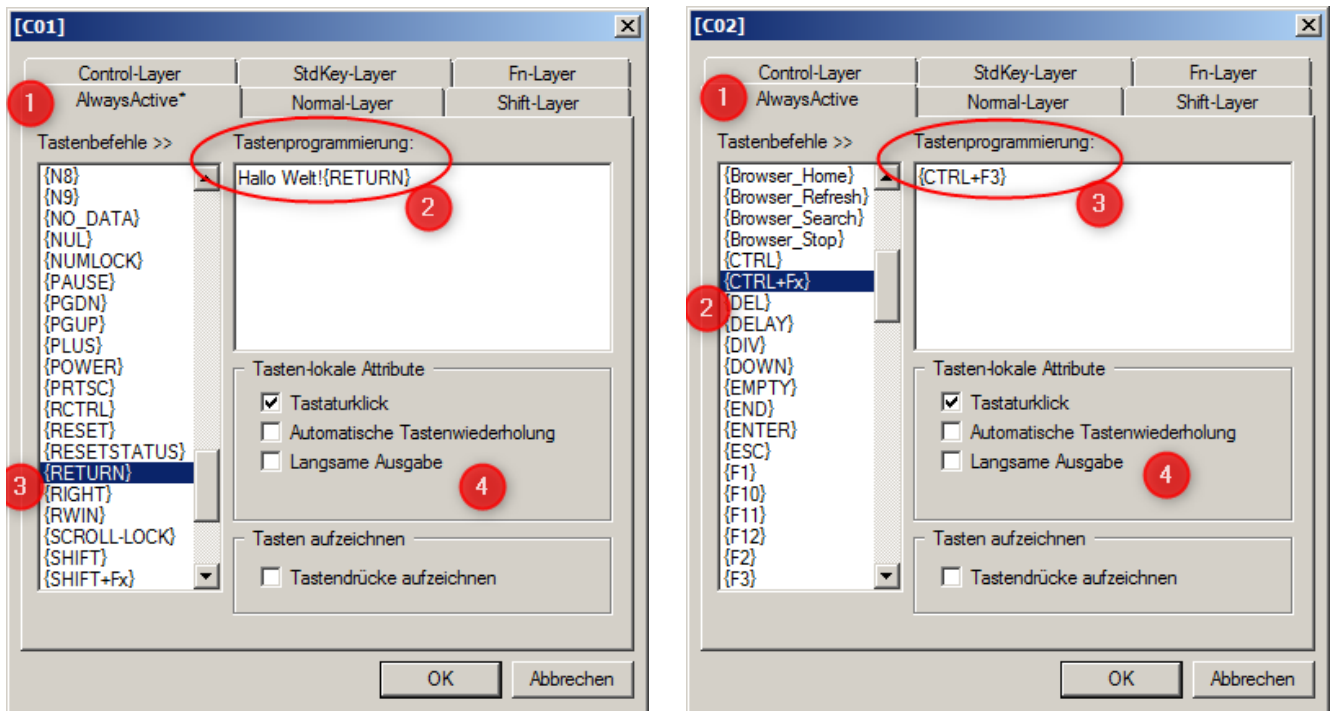 [C01]
Control-Layer
StdKey-Layer
Fn-Layer
1
AlwaysActive*
Normal-Layer
Shift-Layer
Tastenbefehle >>
Tastenprogrammierung:
{N8}
{N9}
{NO_DATA}
{NUL}
{NUMLOCK}
{PAUSE}
{PGDN}
{PGUP}
{PLUS}
{POWER}
{PRTSC}
{RCTRL}
{RESET}
{RESETSTATUS}
3
{RETURN}
{RIGHT}
{RWIN}
{SCROLL-LOCK}
{SHIFT}
{SHIFT+Fx}
Hallo Welt!{RETURN}
2
Tasten-lokale Attribute
Tastaturklick
Automatische Tastenwiederholung
Langsame Ausgabe
4
Tasten aufzeichnen
Tastendrücke aufzeichnen
OK
Abbrechen
[C02]
Control-Layer
StdKey-Layer
Fn-Layer
1
AlwaysActive
Normal-Layer
Shift-Layer
Tastenbefehle >>
Tastenprogrammierung:
{Browser_Home}
{Browser_Refresh}
{Browser_Search}
{Browser_Stop}
{CTRL}
{CTRL+Fx}
2
{DEL}
{DELAY}
{DIV}
{DOWN}
{EMPTY}
{END}
{ENTER}
{ESC}
{F1}
{F10}
{F11}
{F12}
{F2}
{F3}
{CTRL+F3}
3
Tasten-lokale Attribute
Tastaturklick
Automatische Tastenwiederholung
Langsame Ausgabe
4
Tasten aufzeichnen
Tastendrücke aufzeichnen
OK
Abbrechen